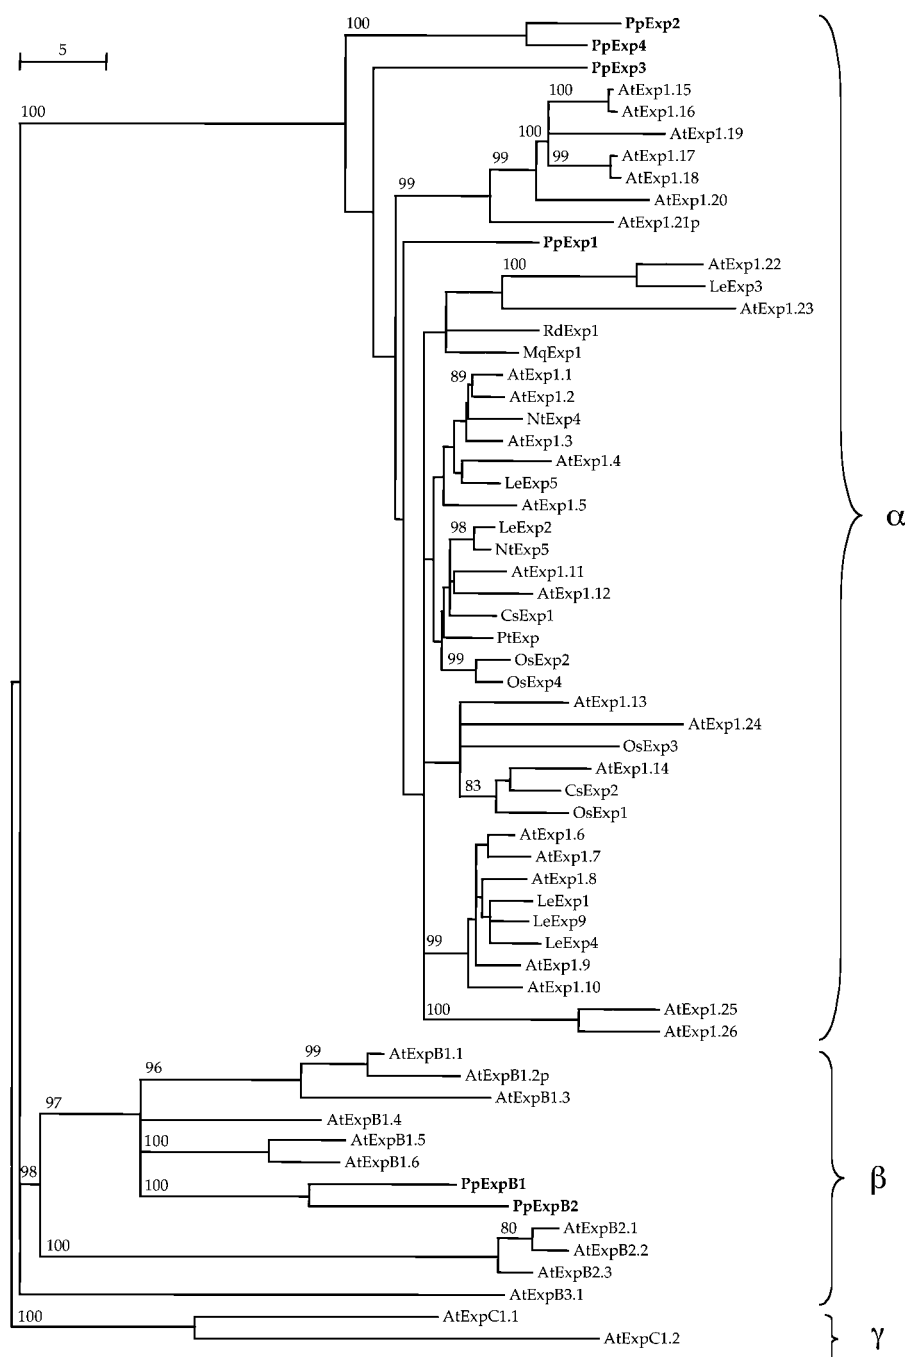 100
PpExp2
5
PpExp4
PpExp3
100
AtExp1.15
100
AtExp1.16
100
AtExp1.19
99
99
AtExp1.17
AtExp1.18
99
AtExp1.20
AtExp1.21p
PpExp1
100
AtExp1.22
LeExp3
AtExp1.23
RdExp1
MqExp1
89
AtExp1.1
AtExp1.2
NtExp4
AtExp1.3
AtExp1.4
LeExp5
AtExp1.5
α
98
LeExp2
NtExp5
AtExp1.11
AtExp1.12
CsExp1
PtExp
99
OsExp2
OsExp4
AtExp1.13
AtExp1.24
OsExp3
AtExp1.14
83
CsExp2
OsExp1
AtExp1.6
AtExp1.7
AtExp1.8
LeExp1
LeExp9
99
LeExp4
AtExp1.9
AtExp1.10
100
AtExp1.25
AtExp1.26
99
AtExpB1.1
96
AtExpB1.2p
AtExpB1.3
97
AtExpB1.4
100
AtExpB1.5
AtExpB1.6
98
100
PpExpB1
β
PpExpB2
80
AtExpB2.1
100
AtExpB2.2
AtExpB2.3
AtExpB3.1
100
AtExpC1.1
AtExpC1.2
γ